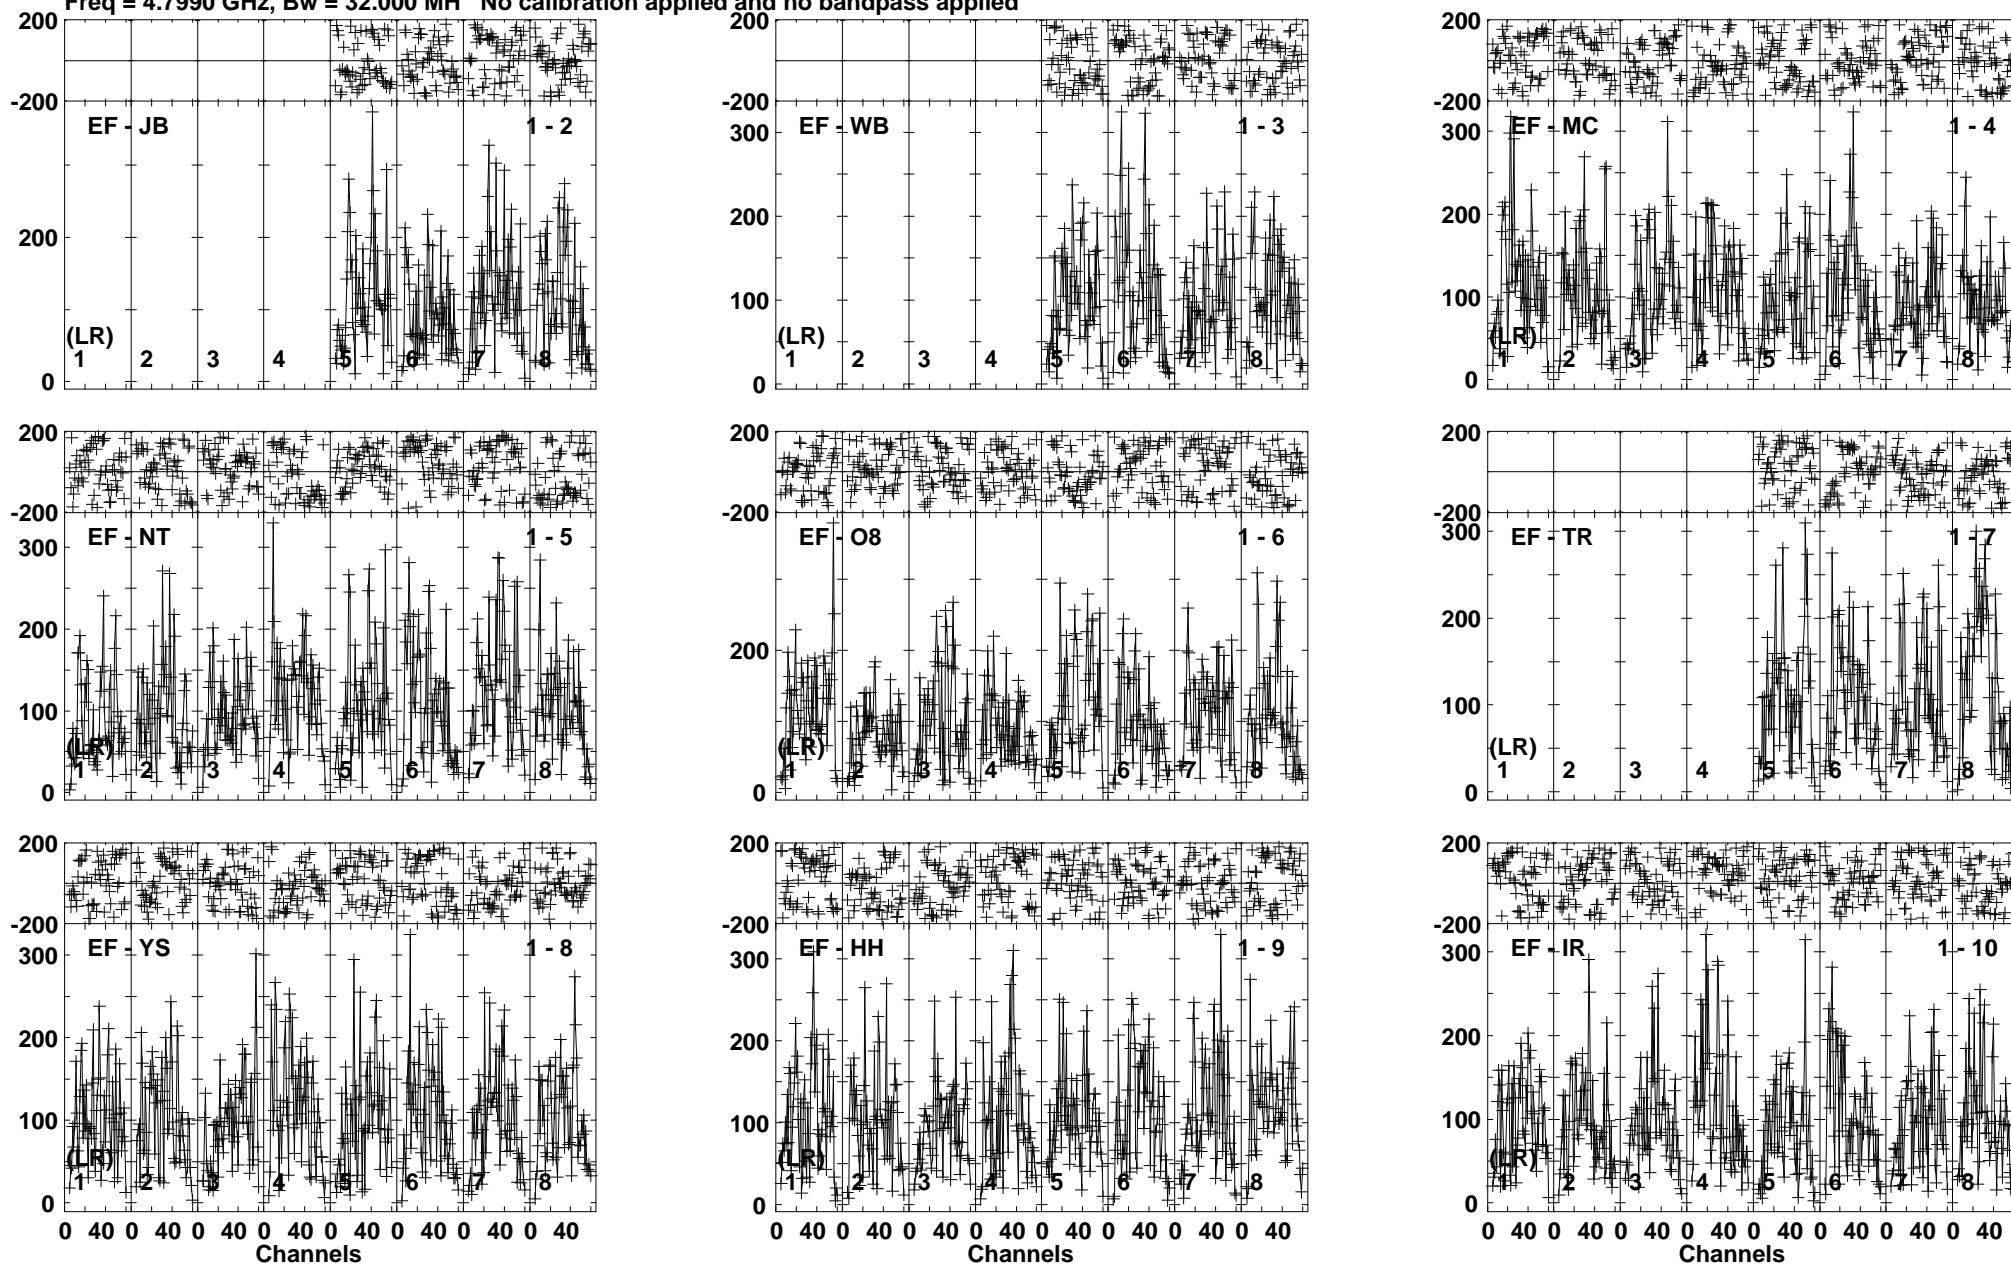 Freq = 4.7990 GHz, Bw = 32.000 MH No calibration applied and no bandpass applied
200 200 200
-200 -200 -200
EF - JB 1 - 2 EF - WB 1 - 3 EF - MC 1 - 4
300 300
200 200 200
100 100
(LR) (LR) (LR)
1 2 3 4 5 6 7 8 1 2 3 4 5 6 7 8 1 2 3 4 5 6 7 8
0 0 0
200 200 200
-200 -200 -200
EF - NT 1 - 5 EF - O8 1 - 6 EF - TR 1 - 7
300 300
200 200 200
100 100
(LR) (LR) (LR)
1 2 3 4 5 6 7 8 1 2 3 4 5 6 7 8 1 2 3 4 5 6 7 8
0 0 0
200 200 200
-200 -200 -200
EF - YS 1 - 8 EF - HH 1 - 9 EF - IR 1 - 10
300 300 300
200 200 200
100 100 100
(LR) (LR) (LR)
1 2 3 4 5 6 7 8 1 2 3 4 5 6 7 8 1 2 3 4 5 6 7 8
0 0 0
0 40 0 40 0 40 0 40 0 40 0 40 0 40 0 40 0 40 0 40 0 40 0 40 0 40 0 40 0 40 0 40 0 40 0 40 0 40 0 40 0 40 0 40 0 40 0 40
Channels Channels Channels